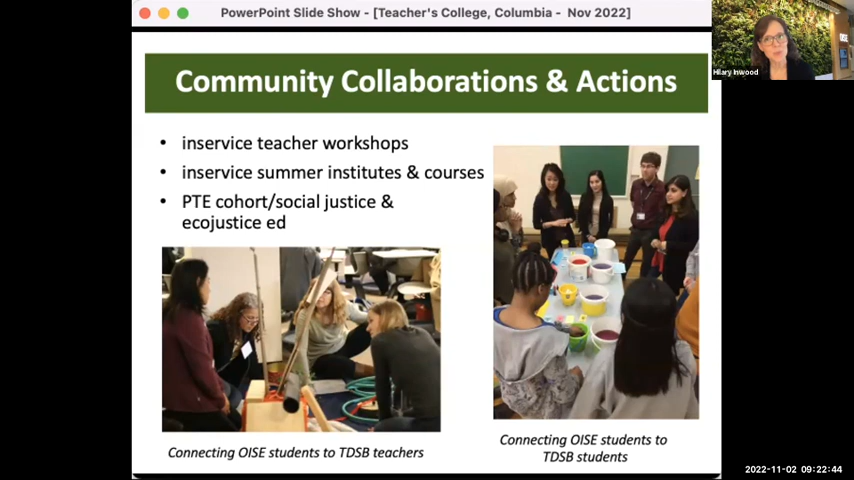 PowerPoint Slide Show - [Teacher's College, Columbia - Nov 2022]
Hilary Inwood
Community Collaborations & Actions
• inservice teacher workshops
• inservice summer institutes & courses
• PTE cohort/social justice &
ecojustice ed
Connecting OISE students to TDSB teachers
Connecting OISE students to
TDSB students
2022-11-02 09:22:44